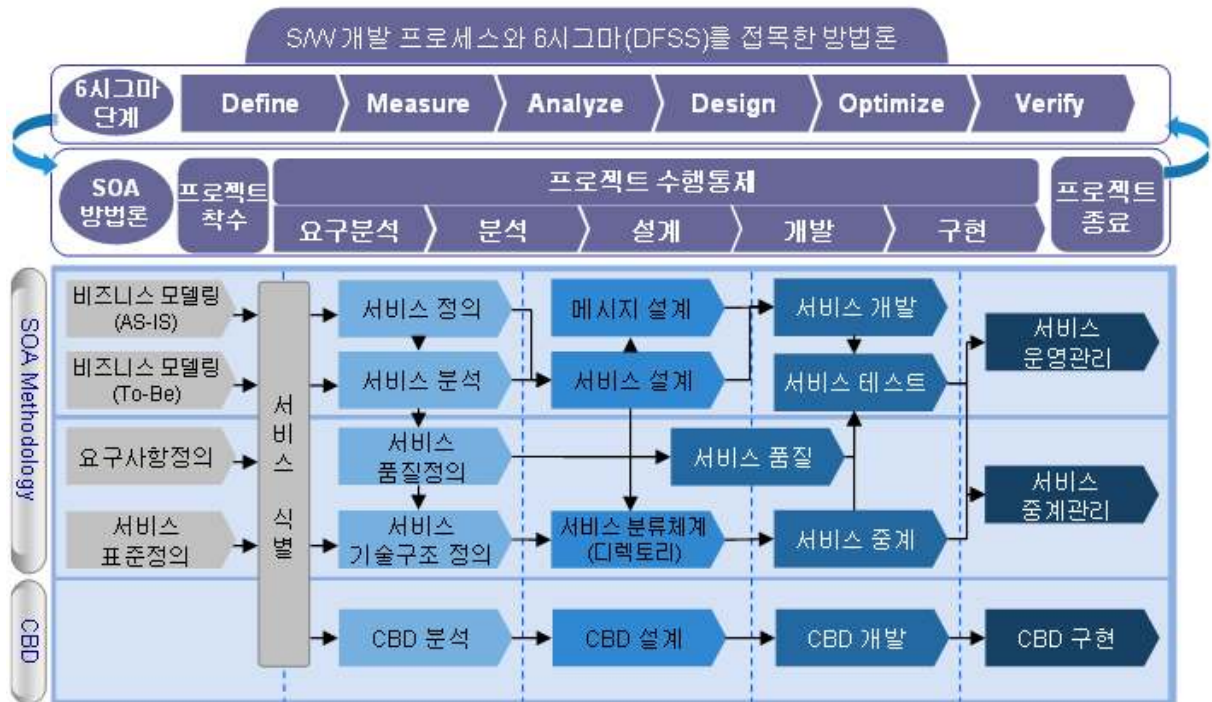 S/W 개발 프로세스와 6시그마(DFSS)를 접목한 방법론
6시그마
단계
Define
Measure
Analyze
Design
Optimize
Verify
SOA
방법론
프로젝트
착수
프로젝트 수행통제
요구분석
분석
설계
개발
구현
프로젝트
종료
SOA Methodology
비즈니스 모델링
(AS-IS)
비즈니스 모델링
(To-Be)
요구사항정의
서비스
표준정의
서비스 식별
서비스 정의
서비스 분석
서비스
품질정의
서비스
기술구조 정의
메시지 설계
서비스 설계
서비스 품질
서비스 분류체계
(디렉토리)
서비스 개발
서비스 테스트
서비스 중계
서비스
운영관리
서비스
중계관리
CBD
CBD 분석
CBD 설계
CBD 개발
CBD 구현